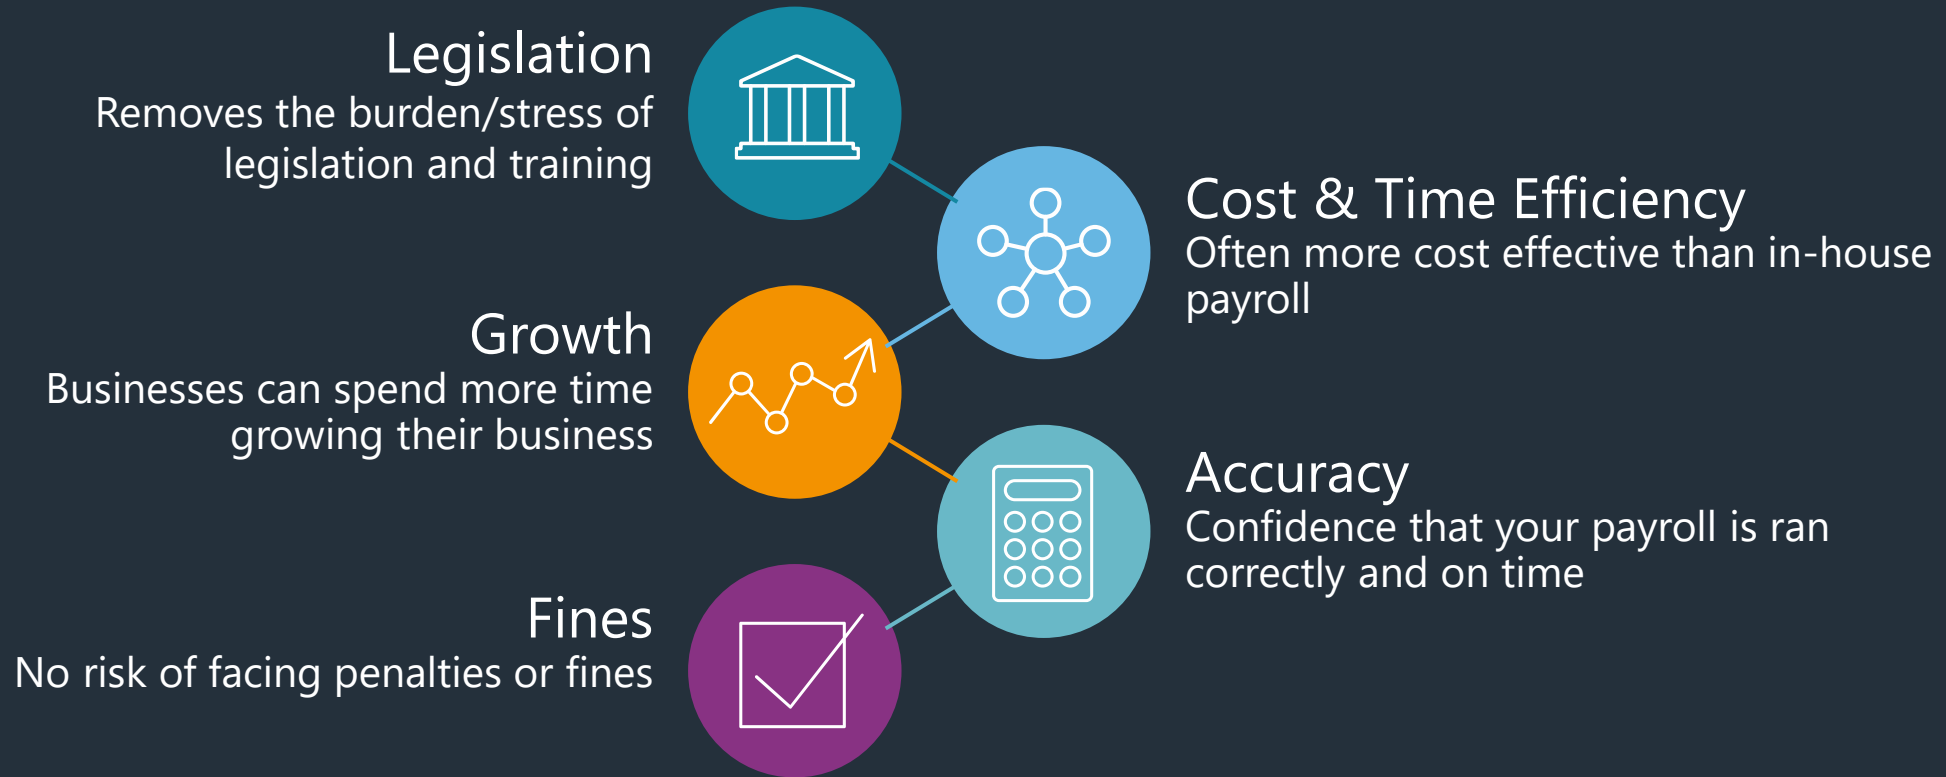 Legislation
Removes the burden/stress of
legislation and training
Cost & Time Efficiency
Often more cost effective than in-house
payroll
Growth
Businesses can spend more time
growing their business
Accuracy
Confidence that your payroll is ran
correctly and on time
Fines
No risk of facing penalties or fines